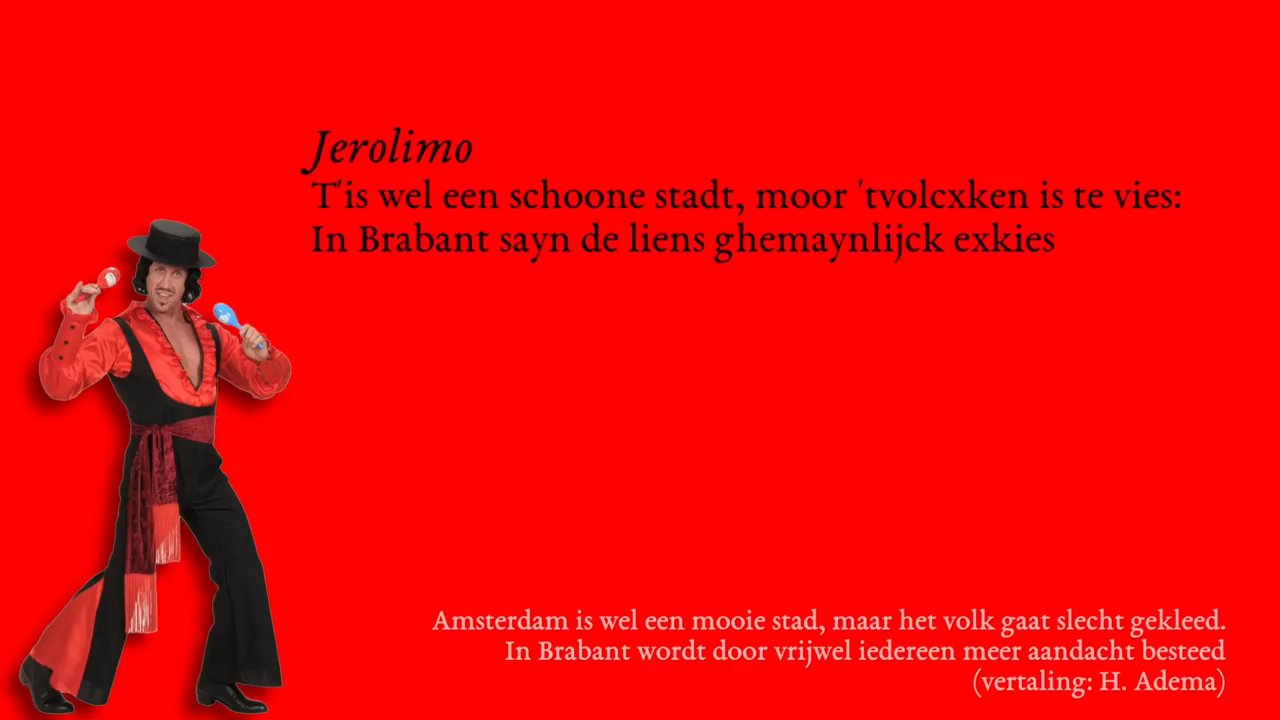 Jerolimo
T'is wel een schoone stadt, moor 'tvolcxken is te vies:
In Brabant sayn de liens ghemaynlijck exkies
Amsterdam is wel een mooie stad, maar het volk gaat slecht gekleed.
In Brabant wordt door vrijwel iedereen meer aandacht besteed
(vertaling: H. Adema)